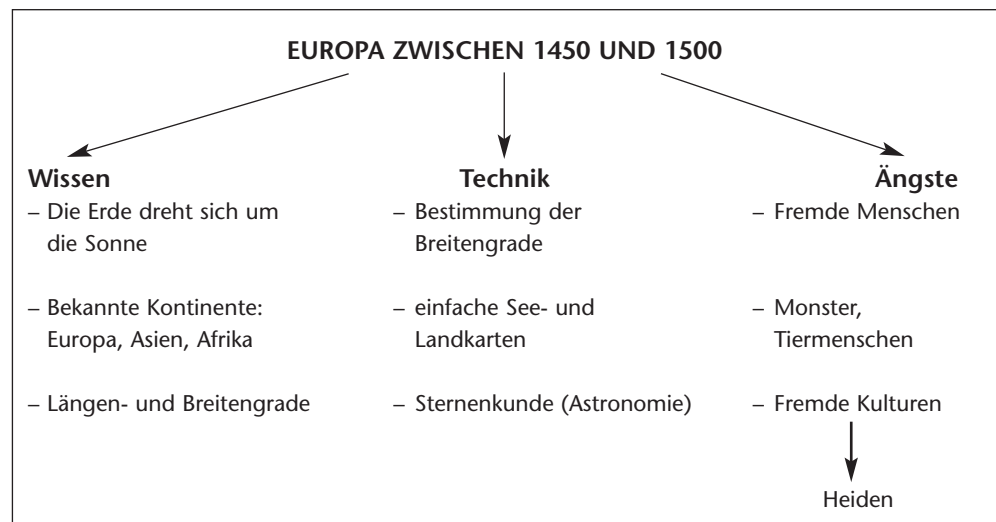 EUROPA ZWISCHEN 1450 UND 1500
Wissen
– Die Erde dreht sich um
die Sonne
– Bekannte Kontinente:
Europa, Asien, Afrika
– Längen- und Breitengrade
Technik
– Bestimmung der
Breitengrade
– einfache See- und
Landkarten
– Sternenkunde (Astronomie)
Ängste
– Fremde Menschen
– Monster,
Tiermenschen
– Fremde Kulturen
Heiden